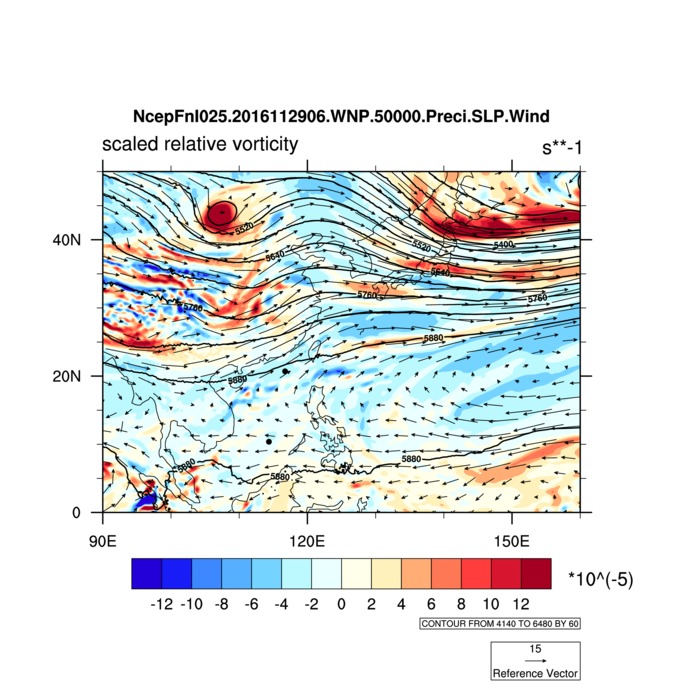 NcepFnl025.2016112906.WNP.50000.Preci.SLP.Wind
scaled relative vorticity
s**-1
5520
5640
5520
5400
5640
40N
5760
5760
5760
5880
20N
5880
5880
5880
5880
0
90E
120E
150E
-12 -10 -8 -6 -4 -2 0 2 4 6 8 10 12
*10^(-5)
CONTOUR FROM 4140 TO 6480 BY 60
15
Reference Vector